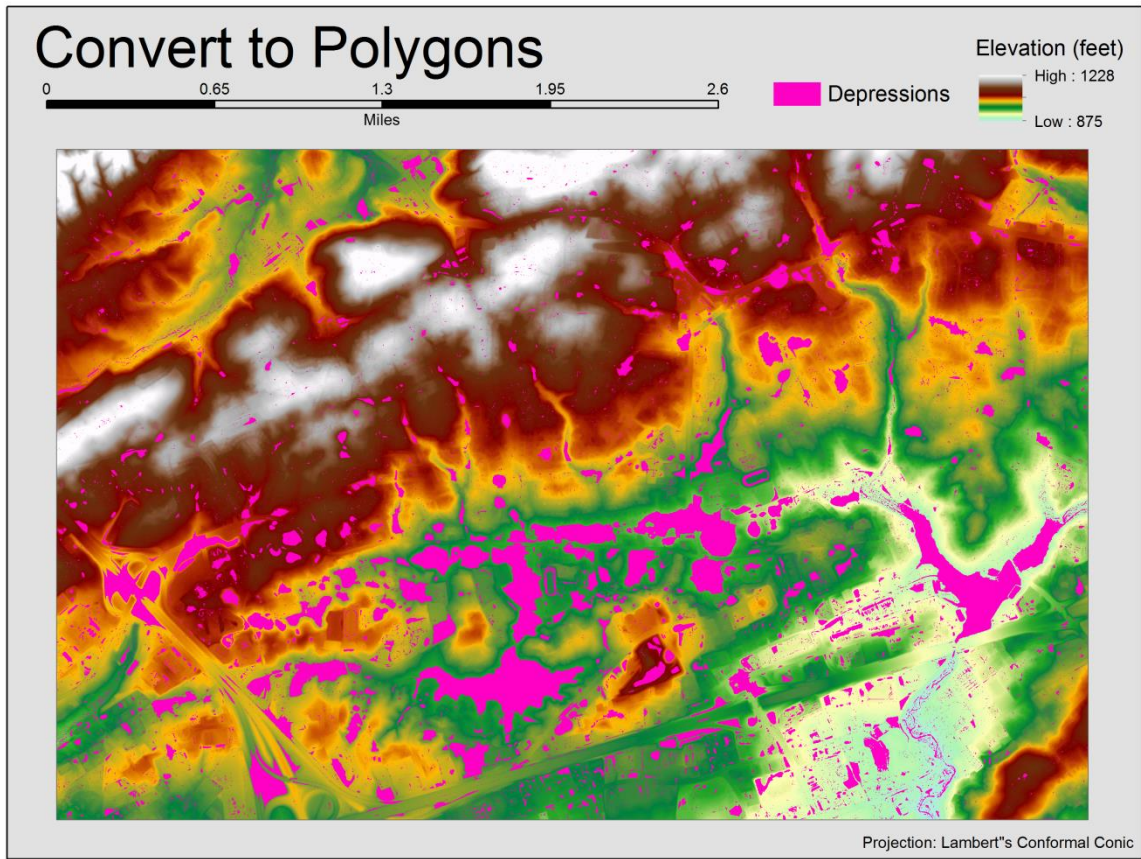 Convert to Polygons
0 0.65 1.3 1.95 2.6
Miles
Depressions
Elevation (feet)
High : 1228
Low : 875
Projection: Lambert"s Conformal Conic